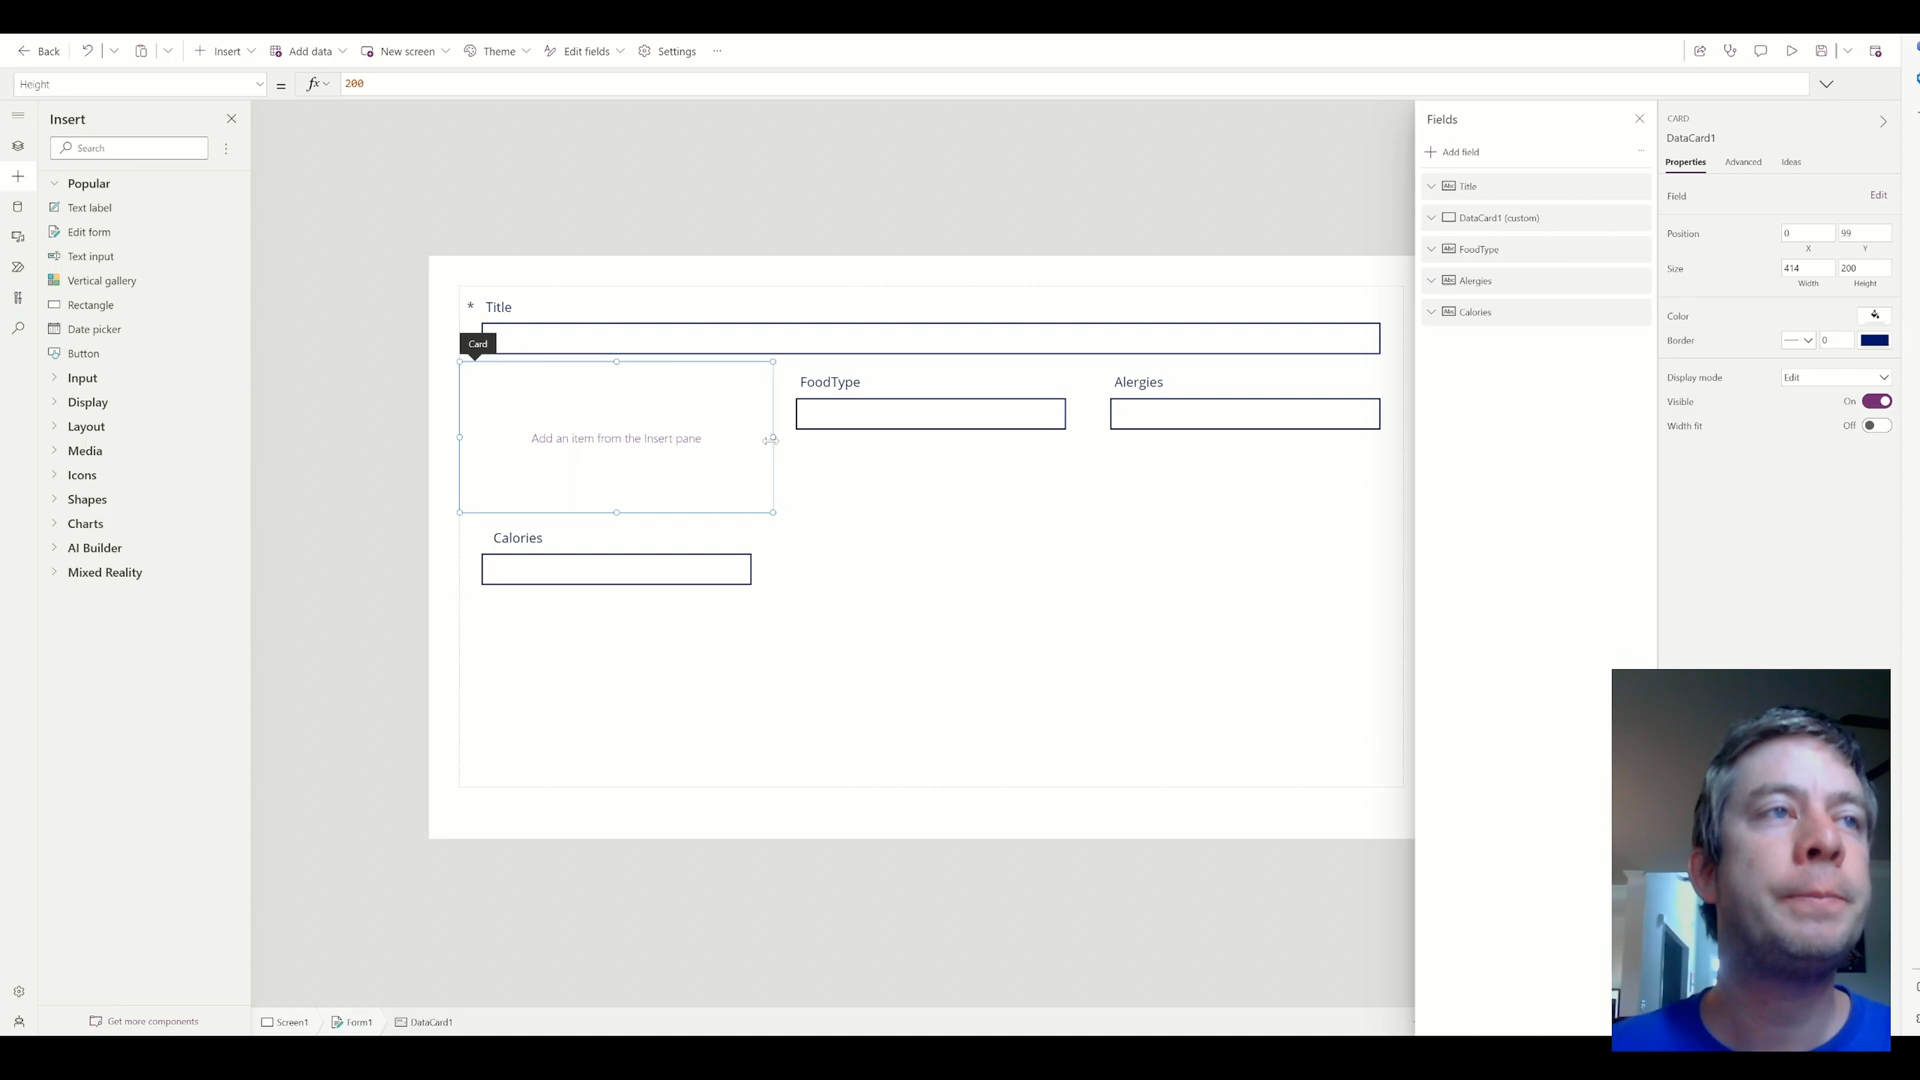 Back
Insert
Add data
New screen
Theme
Edit fields
Settings
Height
=
fx
200
Insert
Search
Popular
Text label
Edit form
Text input
Vertical gallery
Rectangle
Date picker
Button
Input
Display
Layout
Media
Icons
Shapes
Charts
AI Builder
Mixed Reality
Get more components
* Title
Card
Add an item from the Insert pane
FoodType
Alergies
Calories
Screen1
Form1
DataCard1
Fields
Add field
Abc Title
DataCard1 (custom)
Abc FoodType
Abc Alergies
Abc Calories
CARD
DataCard1
Properties Advanced Ideas
Field Edit
Position 0 99
X Y
Size 414 200
Width Height
Color
Border 0
Display mode Edit
Visible On
Width fit Off